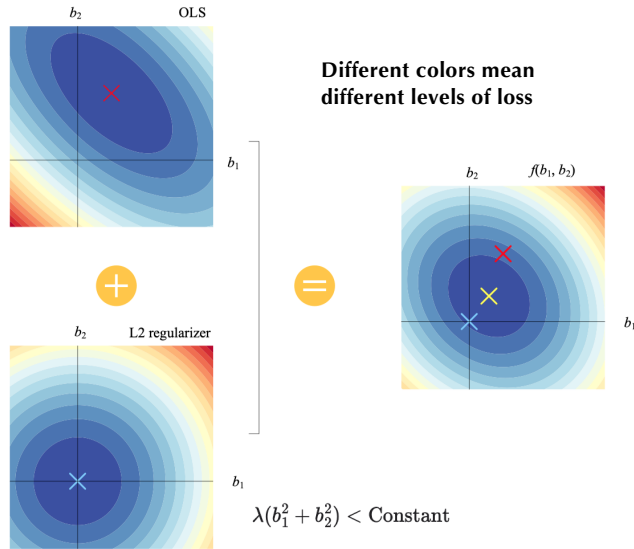 b₂
OLS
b₁
Different colors mean
different levels of loss
b₂
f(b₁, b₂)
b₁
+
=
b₂
L2 regularizer
b₁
λ(b₁² + b₂²) < Constant